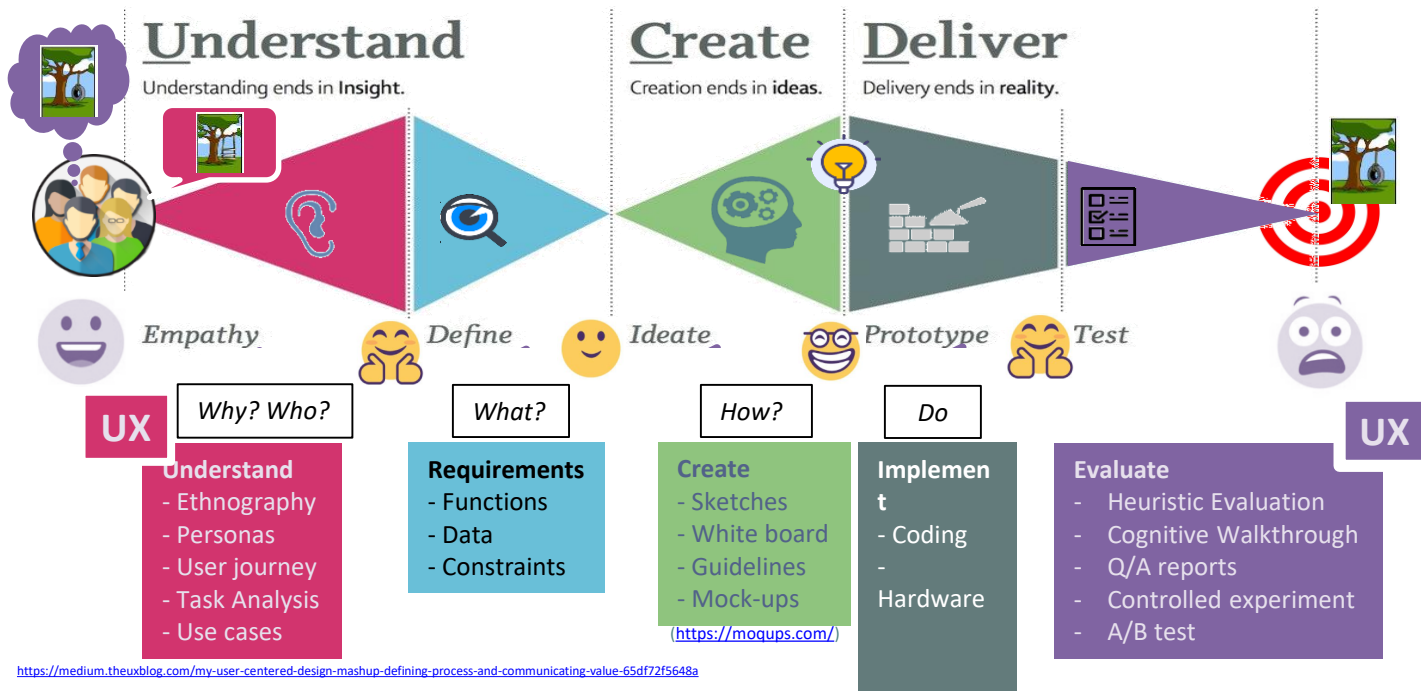 Understand
Understanding ends in Insight.
Create
Creation ends in ideas.
Deliver
Delivery ends in reality.
Empathy
Define
Ideate
Prototype
Test
UX
Why? Who?
What?
How?
Do
UX
Understand
- Ethnography
- Personas
- User journey
- Task Analysis
- Use cases
Requirements
- Functions
- Data
- Constraints
Create
- Sketches
- White board
- Guidelines
- Mock-ups
(https://moqups.com/)
Implemen
t
- Coding
-
Hardware
Evaluate
- Heuristic Evaluation
- Cognitive Walkthrough
- Q/A reports
- Controlled experiment
- A/B test
https://medium.theuxblog.com/my-user-centered-design-mashup-defining-process-and-communicating-value-65df72f5648a